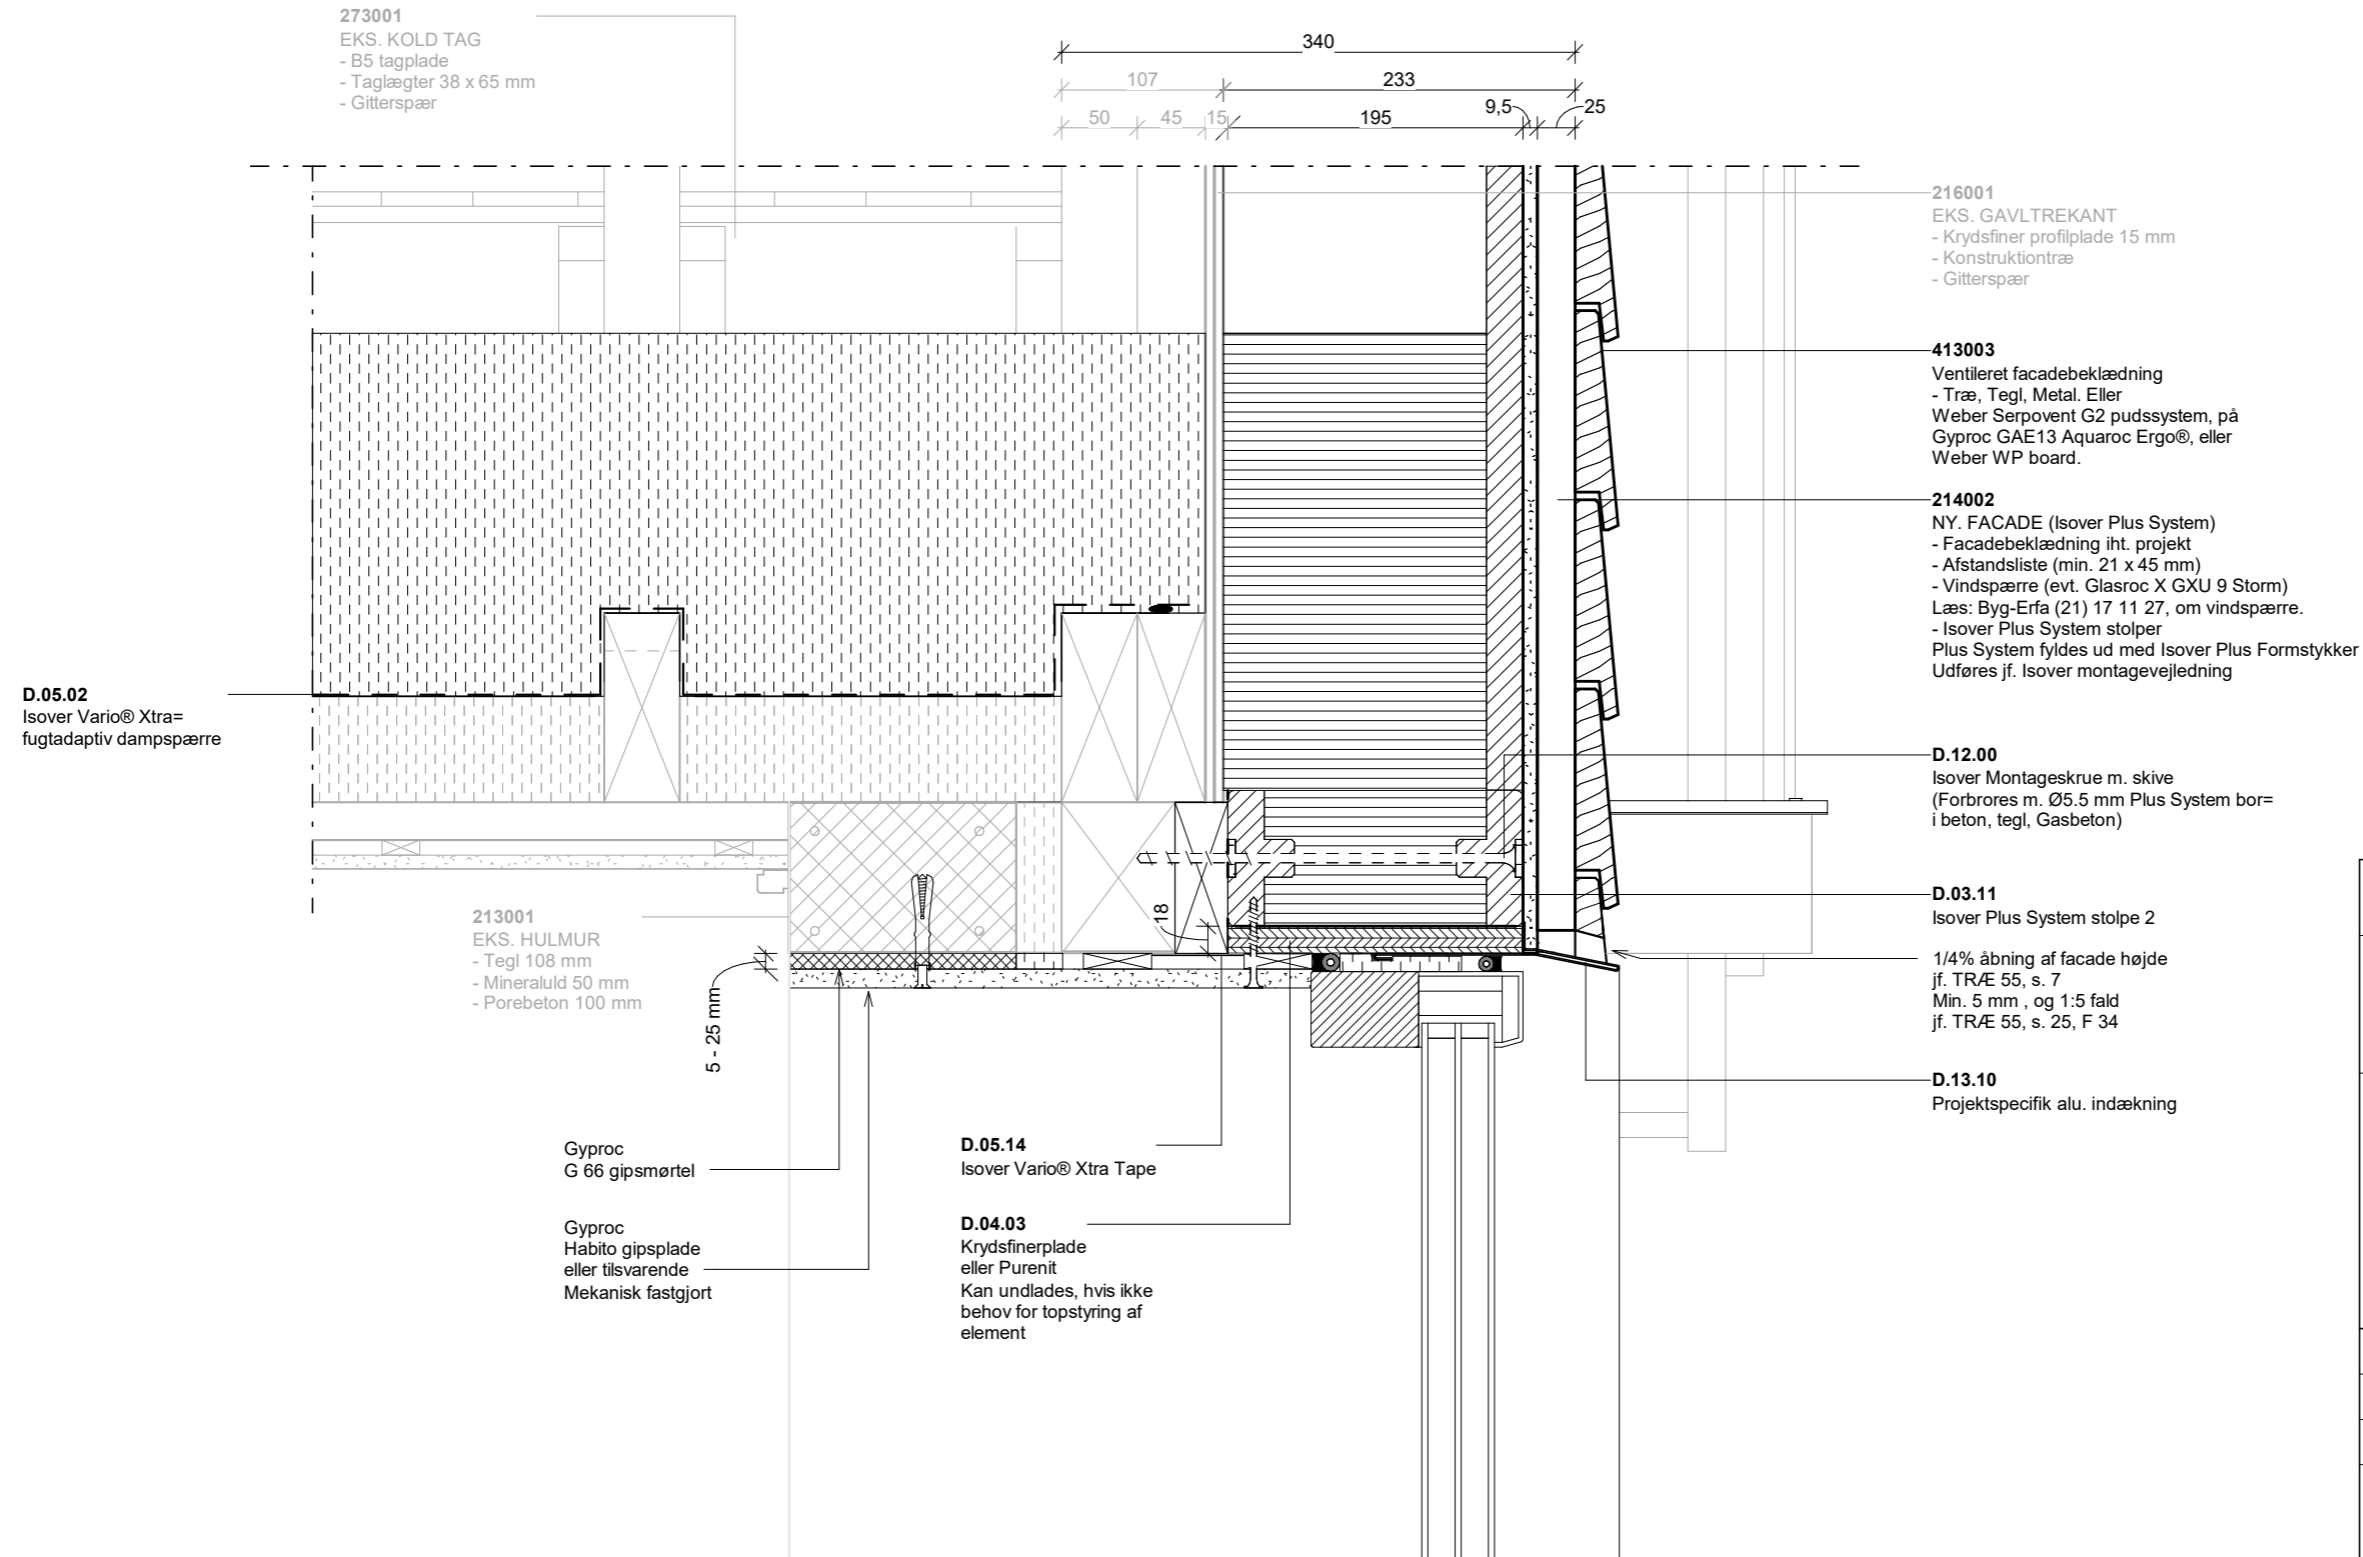 273001
EKS. KOLD TAG
- B5 tagplade
- Taglægter 38 x 65 mm
- Gitterspær
340
107
233
50
45
15
195
9,5
25
216001
EKS. GAVLTREKANT
- Krydsfiner profilplade 15 mm
- Konstruktiontræ
- Gitterspær
413003
Ventileret facadebeklædning
- Træ, Tegl, Metal. Eller
Weber Serpovent G2 pudssystem, på
Gyproc GAE13 Aquaroc Ergo®, eller
Weber WP board.
214002
NY. FACADE (Isover Plus System)
- Facadebeklædning iht. projekt
- Afstandsliste (min. 21 x 45 mm)
- Vindspærre (evt. Glasroc X GXU 9 Storm)
Læs: Byg-Erfa (21) 17 11 27, om vindspærre.
- Isover Plus System stolper
Plus System fyldes ud med Isover Plus Formstykker
Udføres jf. Isover montagevejledning
D.05.02
Isover Vario® Xtra=
fugtadaptiv dampspærre
D.12.00
Isover Montageskrue m. skive
(Forbrores m. Ø5.5 mm Plus System bor=
i beton, tegl, Gasbeton)
D.03.11
Isover Plus System stolpe 2
18
213001
EKS. HULMUR
- Tegl 108 mm
- Mineraluld 50 mm
- Porebeton 100 mm
5 - 25 mm
1/4% åbning af facade højde
jf. TRÆ 55, s. 7
Min. 5 mm , og 1:5 fald
jf. TRÆ 55, s. 25, F 34
D.13.10
Projektspecifik alu. indækning
Gyproc
G 66 gipsmørtel
D.05.14
Isover Vario® Xtra Tape
Gyproc
Habito gipsplade
eller tilsvarende
Mekanisk fastgjort
D.04.03
Krydsfinerplade
eller Purenit
Kan undlades, hvis ikke
behov for topstyring af
element